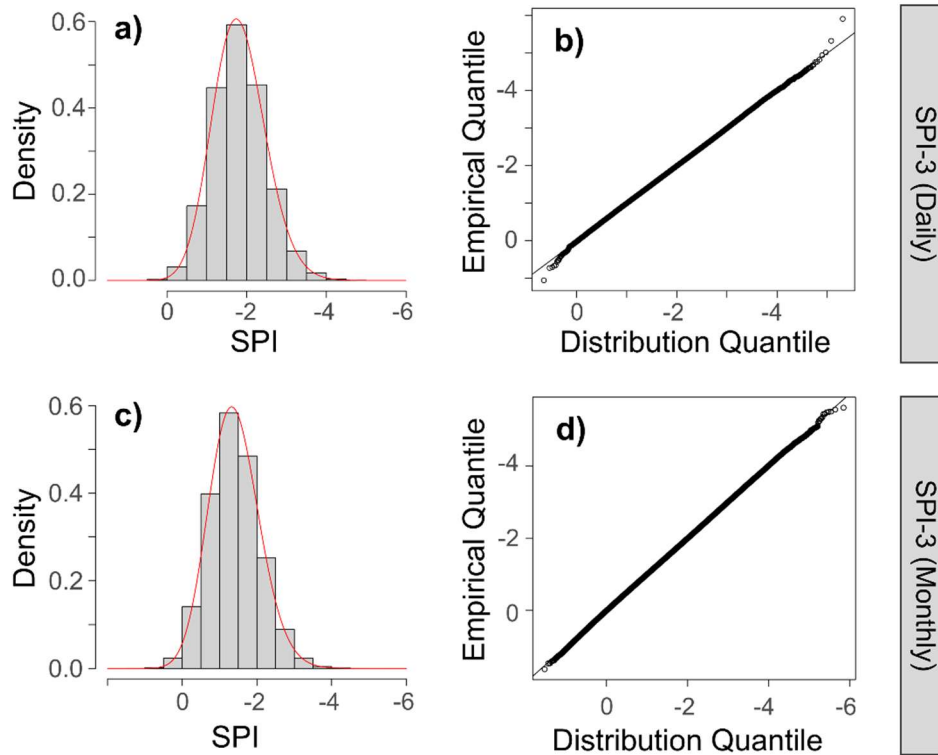 a)
0.6
0.4
0.2
0.0
Density
0
-2
-4
-6
SPI
b)
-4
-2
0
Empirical Quantile
0
-2
-4
Distribution Quantile
SPI-3 (Daily)
c)
0.6
0.4
0.2
0.0
Density
0
-2
-4
-6
SPI
d)
-4
-2
0
Empirical Quantile
0
-2
-4
-6
Distribution Quantile
SPI-3 (Monthly)